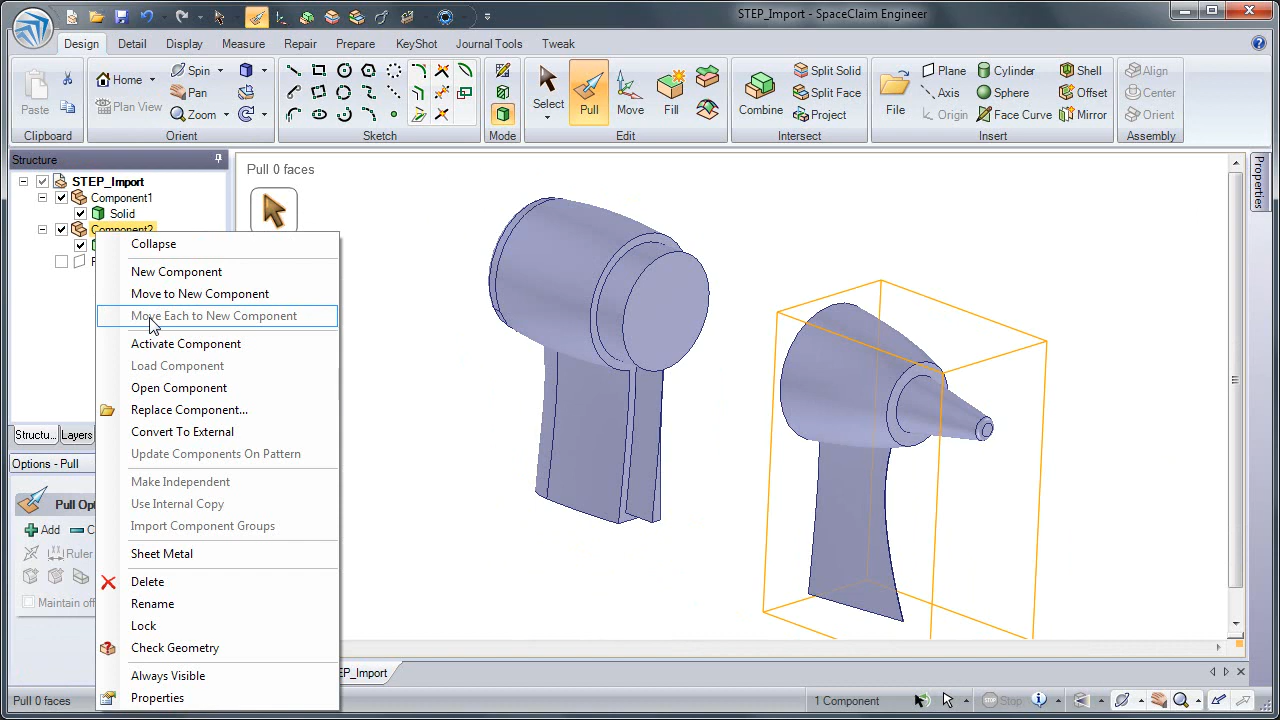 STEP_Import - SpaceClaim Engineer
Design Detail Display Measure Repair Prepare KeyShot Journal Tools Tweak
Paste
Clipboard
Home
Plan View
Spin
Pan
Zoom
Orient
Sketch
Mode
Select
Pull
Move
Fill
Edit
Combine
Split Solid
Split Face
Project
Intersect
File
Plane
Axis
Origin
Cylinder
Sphere
Face Curve
Shell
Offset
Mirror
Insert
Align
Center
Orient
Assembly
Structure
STEP_Import
Component1
Solid
Component2
Structu... Layers
Options - Pull
Add
Ruler
Pull 0 faces
Properties
Collapse
New Component
Move to New Component
Move Each to New Component
Activate Component
Load Component
Open Component
Replace Component...
Convert To External
Update Components On Pattern
Make Independent
Use Internal Copy
Import Component Groups
Sheet Metal
Delete
Rename
Lock
Check Geometry
Always Visible
Properties
Pull 0 faces
1 Component
Stop